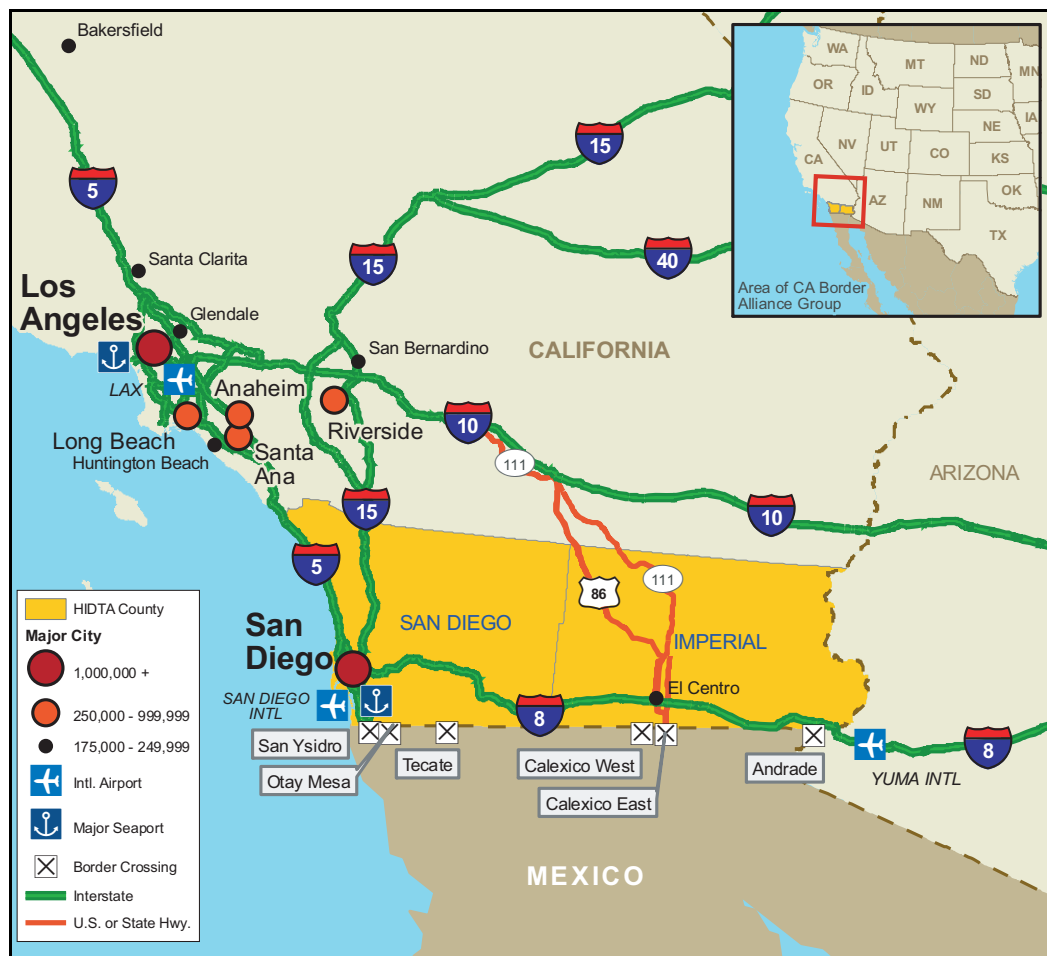 Bakersfield
5
Santa Clarita
Los
Angeles
Glendale
LAX
Anaheim
Long Beach
Huntington Beach
Santa
Ana
San Bernardino
Riverside
15
15
40
CALIFORNIA
10
111
10
ARIZONA
15
5
86
111
SAN DIEGO
IMPERIAL
San
Diego
SAN DIEGO
INTL
El Centro
8
8
San Ysidro
Otay Mesa
Tecate
Calexico West
Calexico East
Andrade
YUMA INTL
MEXICO
WA
OR
ID
MT
ND
MN
SD
WY
NE
IA
NV
UT
CO
KS
CA
AZ
NM
OK
TX
Area of CA Border
Alliance Group
HIDTA County
Major City
1,000,000 +
250,000 - 999,999
175,000 - 249,999
Intl. Airport
Major Seaport
Border Crossing
Interstate
U.S. or State Hwy.